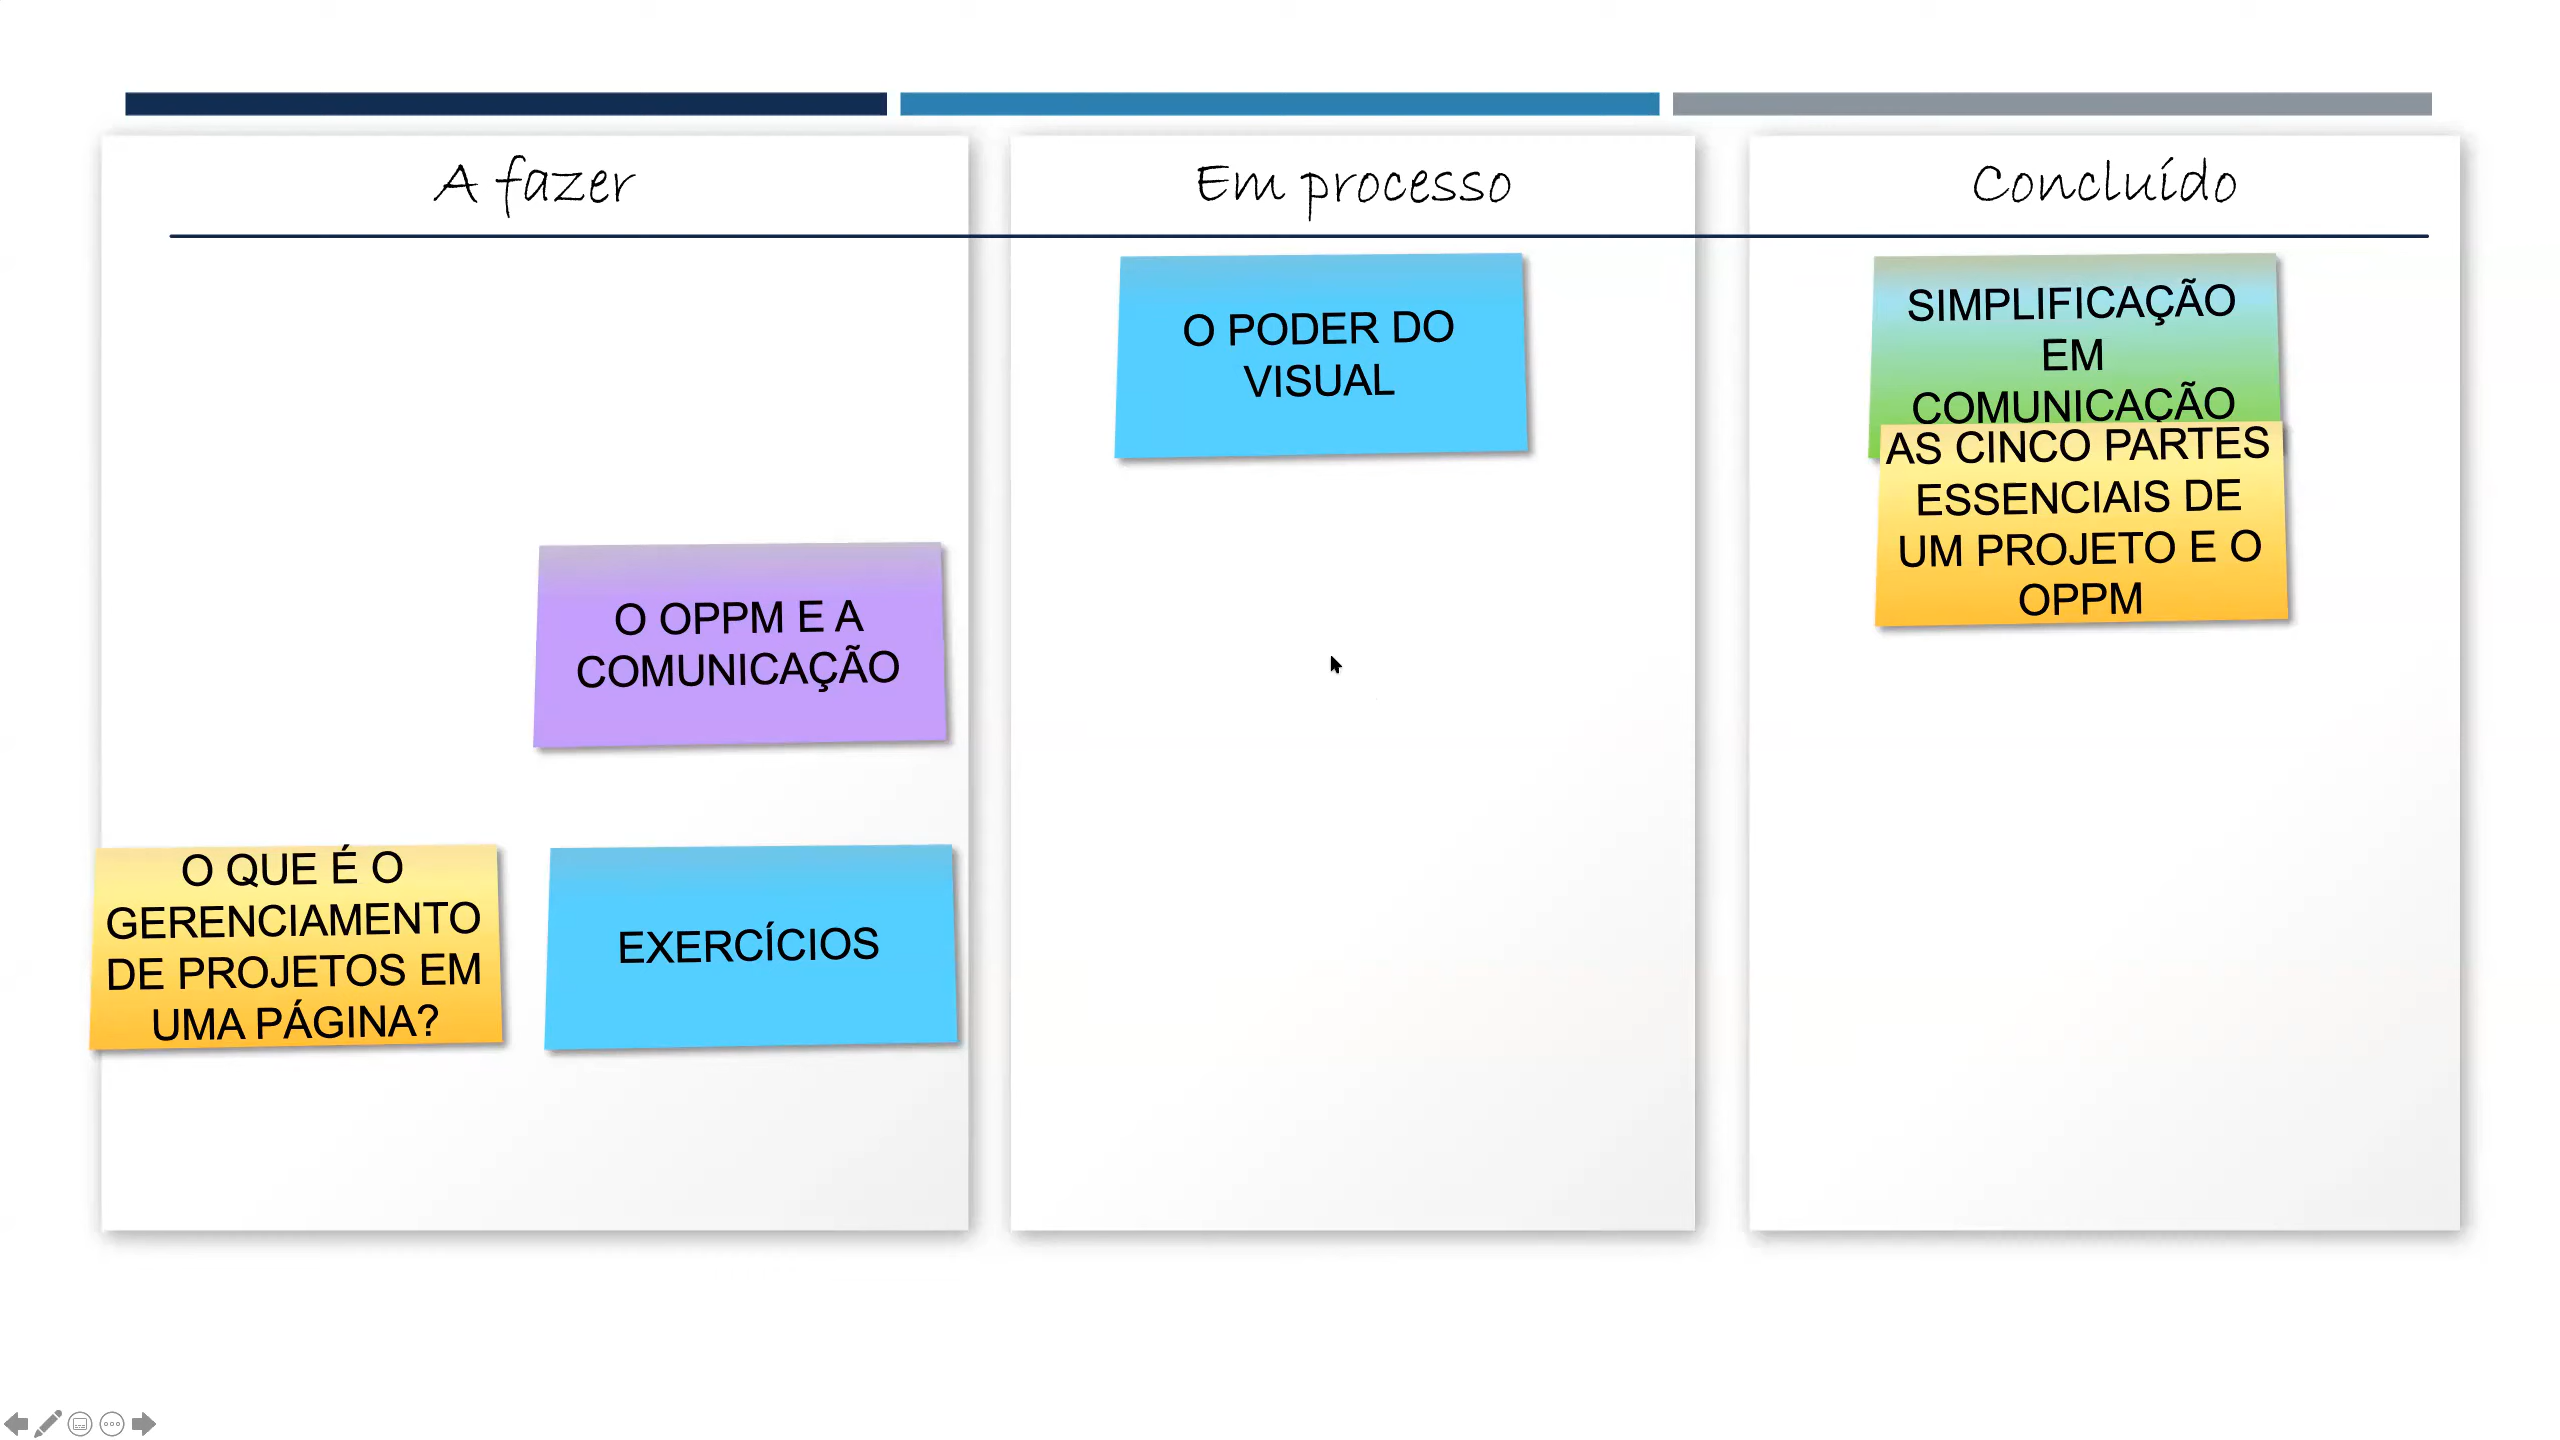 A fazer
Em processo
Concluído
O OPPM E A
COMUNICAÇÃO
O QUE É O
GERENCIAMENTO
DE PROJETOS EM
UMA PÁGINA?
EXERCÍCIOS
O PODER DO
VISUAL
SIMPLIFICAÇÃO
EM
COMUNICAÇÃO
AS CINCO PARTES
ESSENCIAIS DE
UM PROJETO E O
OPPM